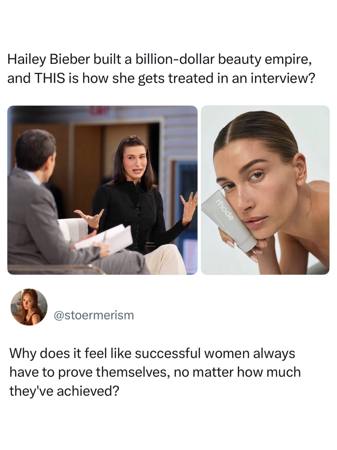 Hailey Bieber built a billion-dollar beauty empire,
and THIS is how she gets treated in an interview?
rhode
@stoermerism
Why does it feel like successful women always
have to prove themselves, no matter how much
they've achieved?